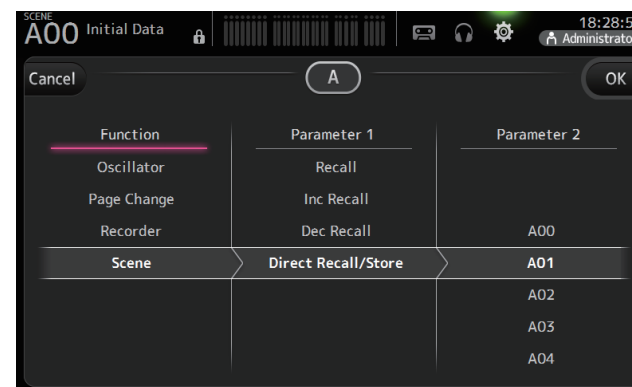 SCENE
A00 Initial Data
18:28:5
Administrato
Cancel
A
OK
Function
Parameter 1
Parameter 2
Oscillator
Recall
Page Change
Inc Recall
Recorder
Dec Recall
A00
Scene
Direct Recall/Store
A01
A02
A03
A04